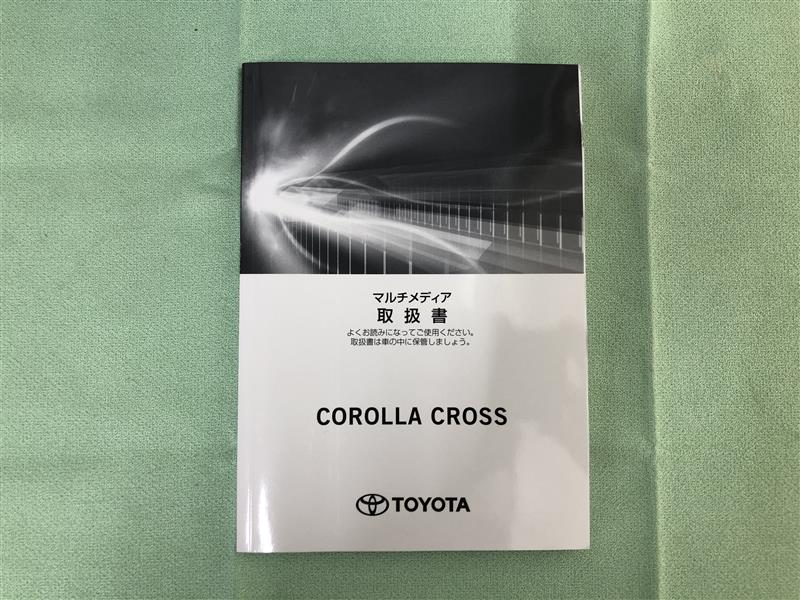 マルチメディア
取扱書
よくお読みになってご使用ください。
取扱書は車の中に保管しましょう。
COROLLA CROSS
TOYOTA